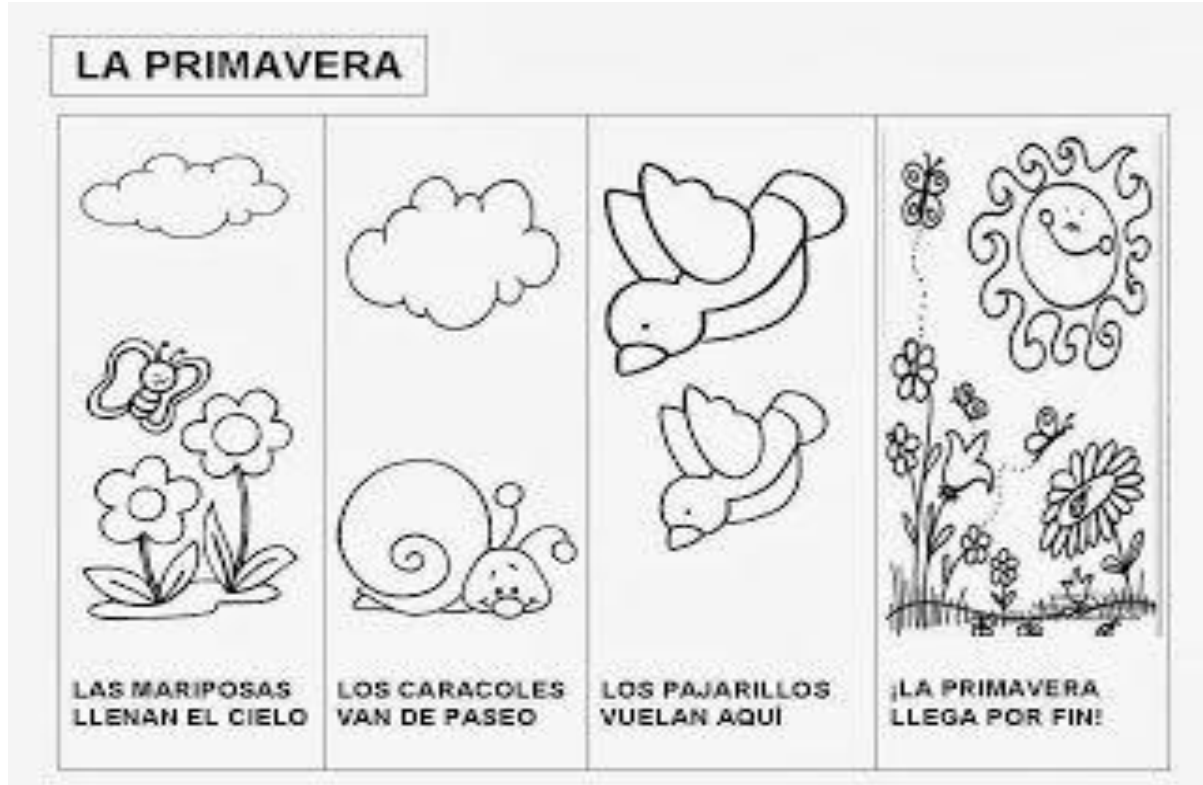 LA PRIMAVERA
LAS MARIPOSAS
LLENAN EL CIELO
LOS CARACOLES
VAN DE PASEO
LOS PAJARILLOS
VUELAN AQUÍ
¡LA PRIMAVERA
LLEGA POR FIN!